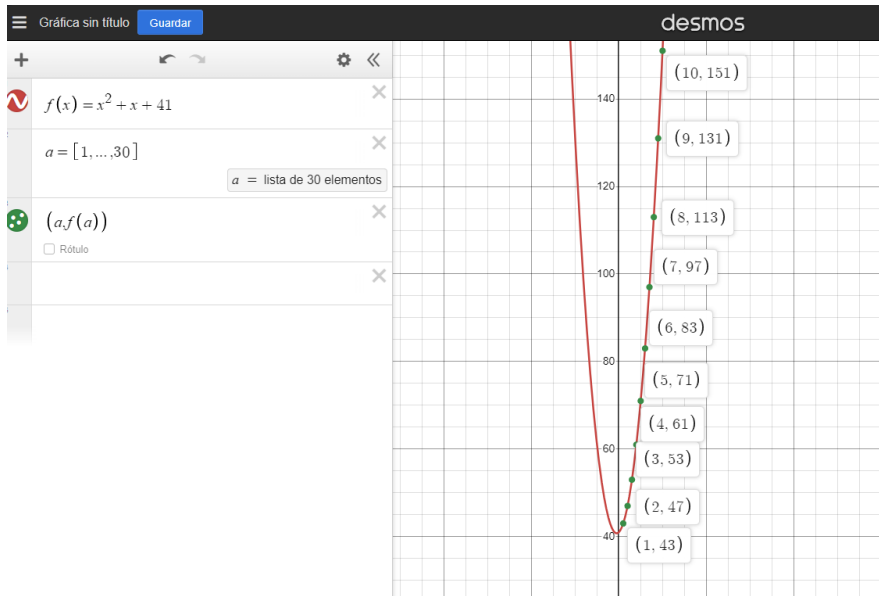 Gráfica sin título Guardar desmos
f(x) = x² + x + 41
a = [1,...,30]
a = lista de 30 elementos
(a,f(a))
Rótulo
140
120
100
80
60
40
(10, 151)
(9, 131)
(8, 113)
(7, 97)
(6, 83)
(5, 71)
(4, 61)
(3, 53)
(2, 47)
(1, 43)